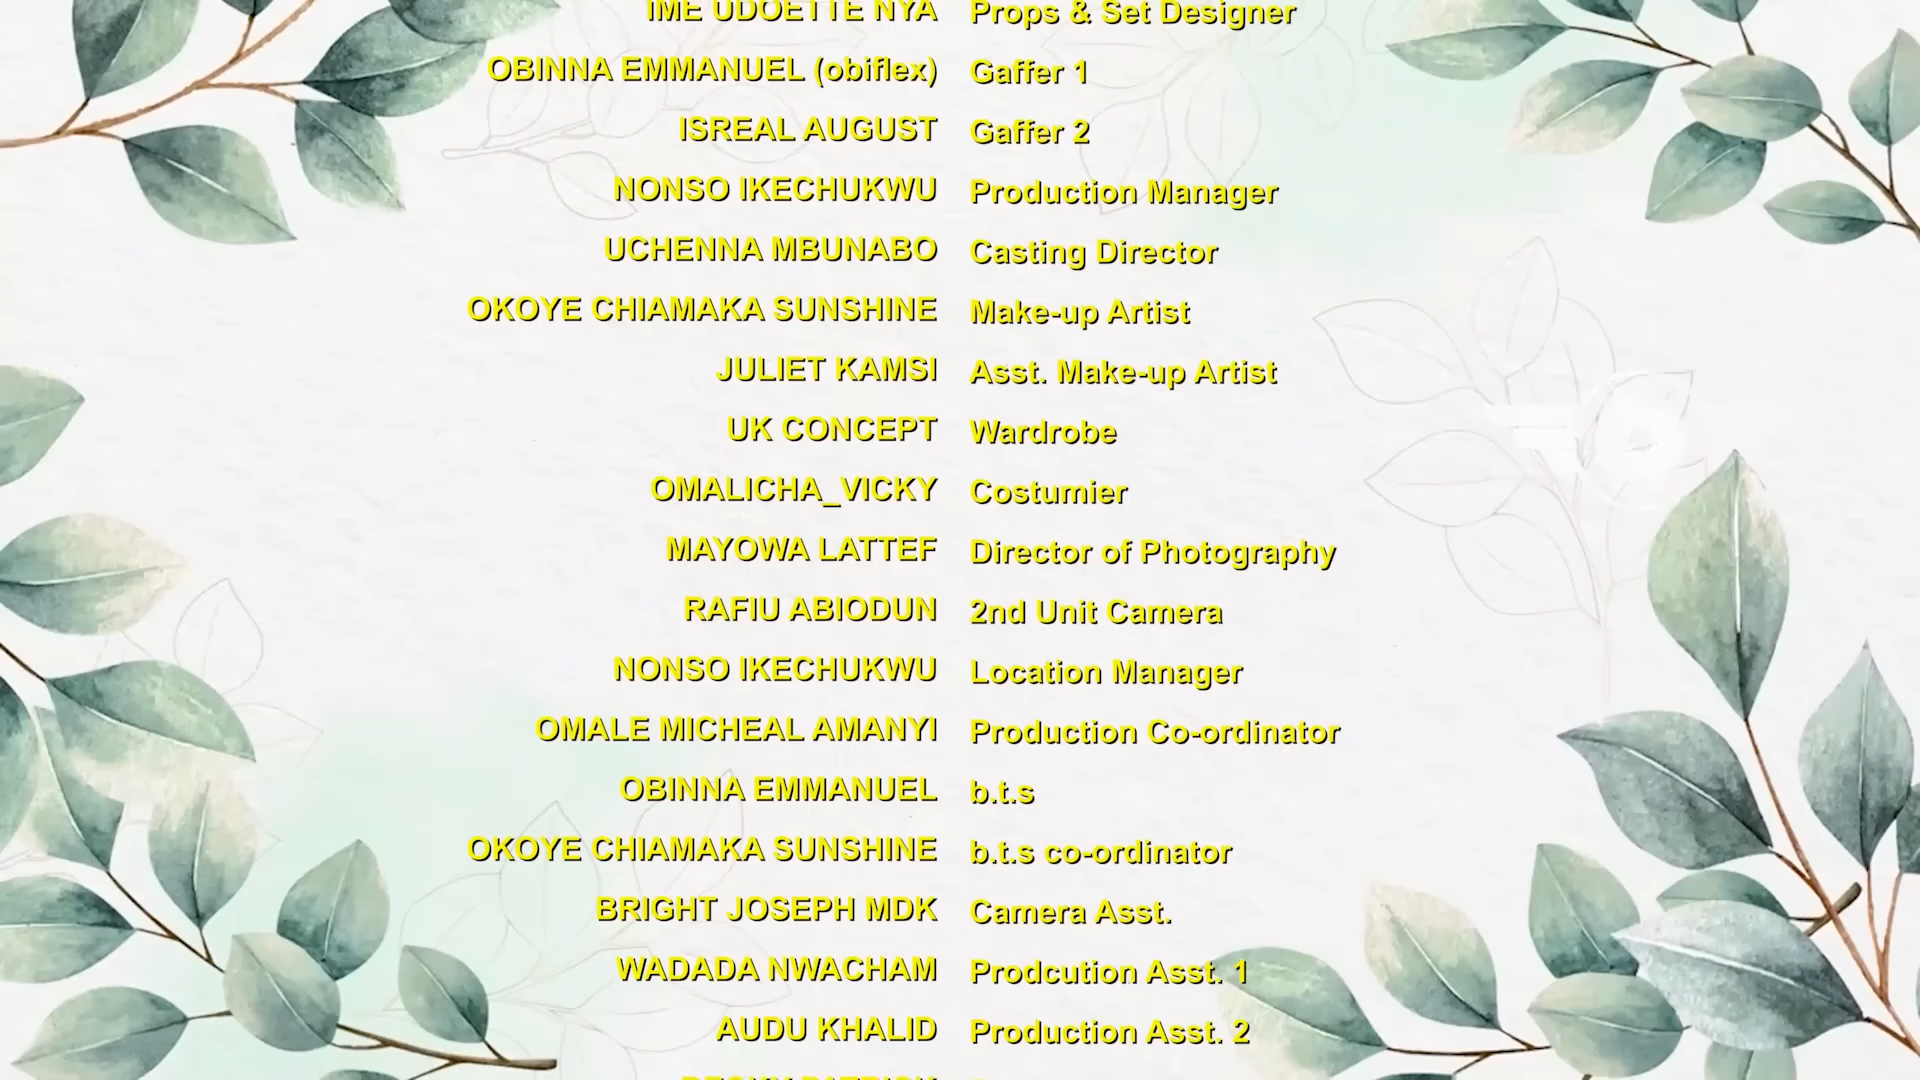 IME UDOETTE NYA Props & Set Designer
OBINNA EMMANUEL (obiflex) Gaffer 1
ISREAL AUGUST Gaffer 2
NONSO IKECHUKWU Production Manager
UCHENNA MBUNABO Casting Director
OKOYE CHIAMAKA SUNSHINE Make-up Artist
JULIET KAMSI Asst. Make-up Artist
UK CONCEPT Wardrobe
OMALICHA_VICKY Costumier
MAYOWA LATTEF Director of Photography
RAFIU ABIODUN 2nd Unit Camera
NONSO IKECHUKWU Location Manager
OMALE MICHEAL AMANYI Production Co-ordinator
OBINNA EMMANUEL b.t.s
OKOYE CHIAMAKA SUNSHINE b.t.s co-ordinator
BRIGHT JOSEPH MDK Camera Asst.
WADADA NWACHAM Prodcution Asst. 1
AUDU KHALID Production Asst. 2